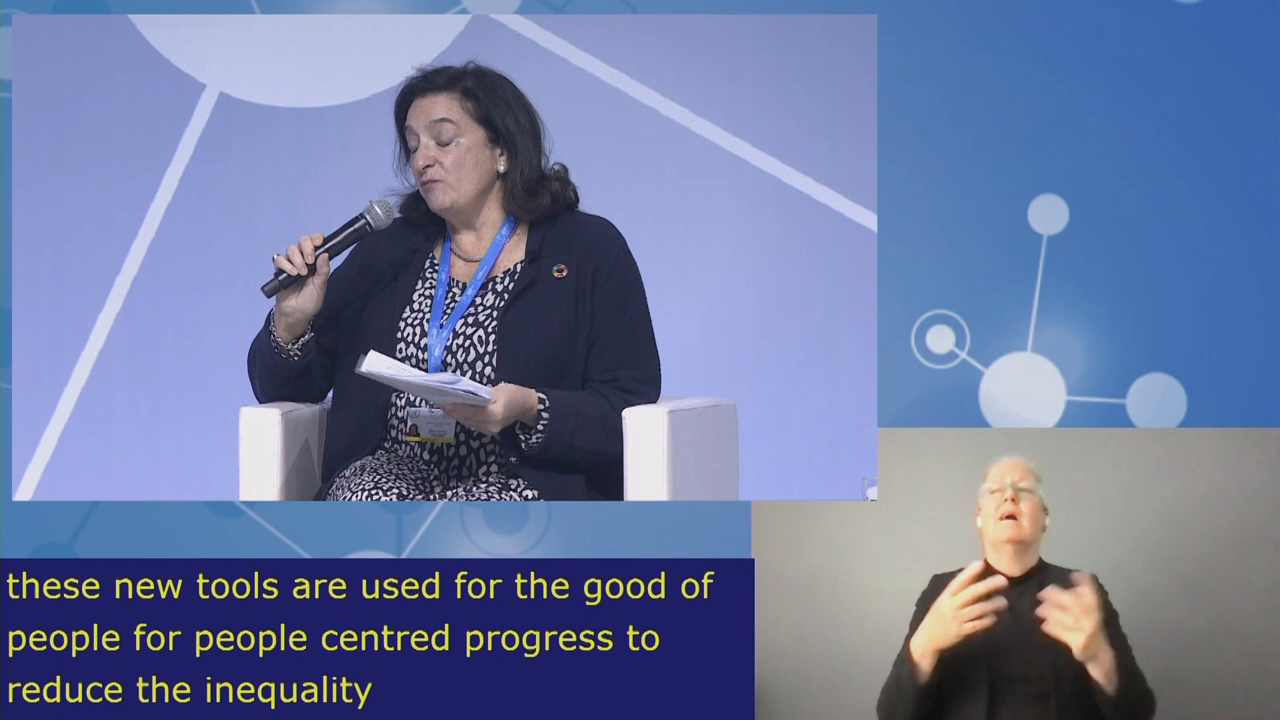 these new tools are used for the good of
people for people centred progress to
reduce the inequality